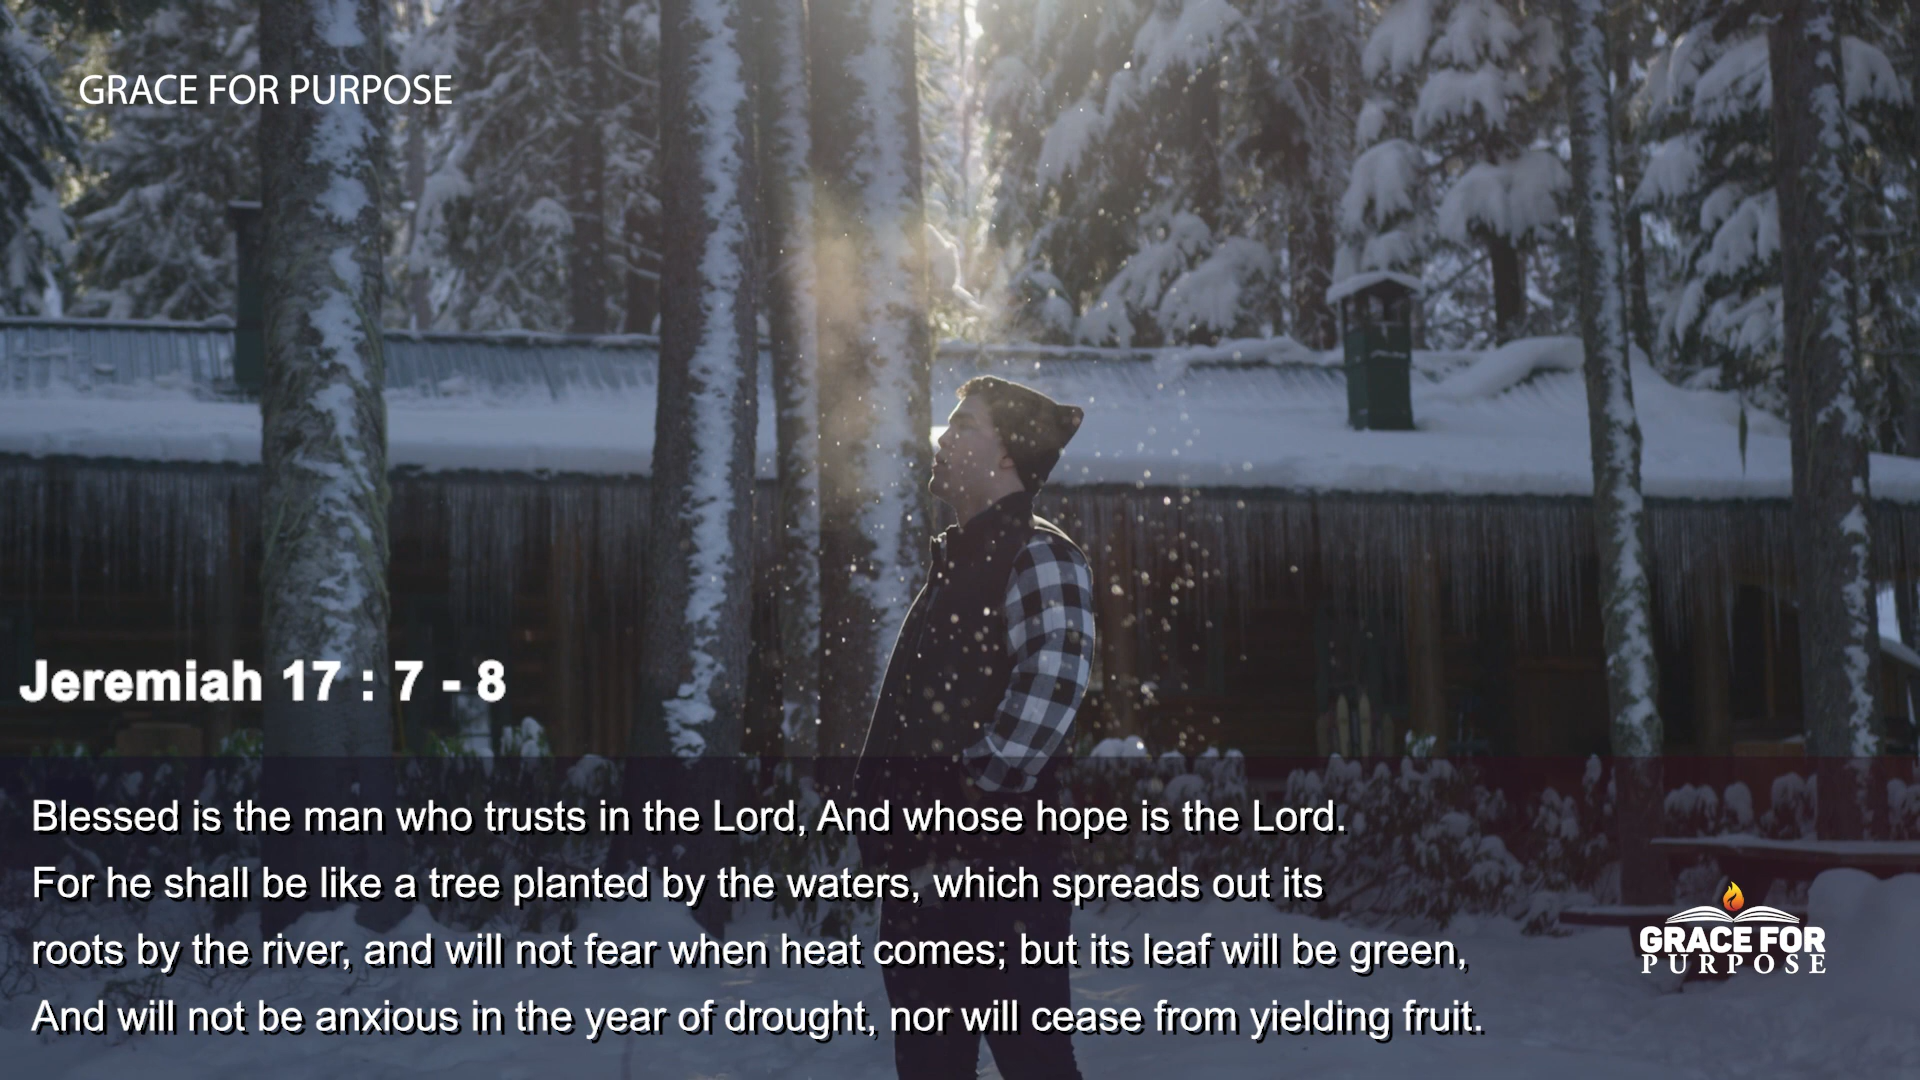 GRACE FOR PURPOSE
Jeremiah 17 : 7 - 8
Blessed is the man who trusts in the Lord, And whose hope is the Lord.
For he shall be like a tree planted by the waters, which spreads out its
roots by the river, and will not fear when heat comes; but its leaf will be green,
And will not be anxious in the year of drought, nor will cease from yielding fruit.
GRACE FOR
PURPOSE